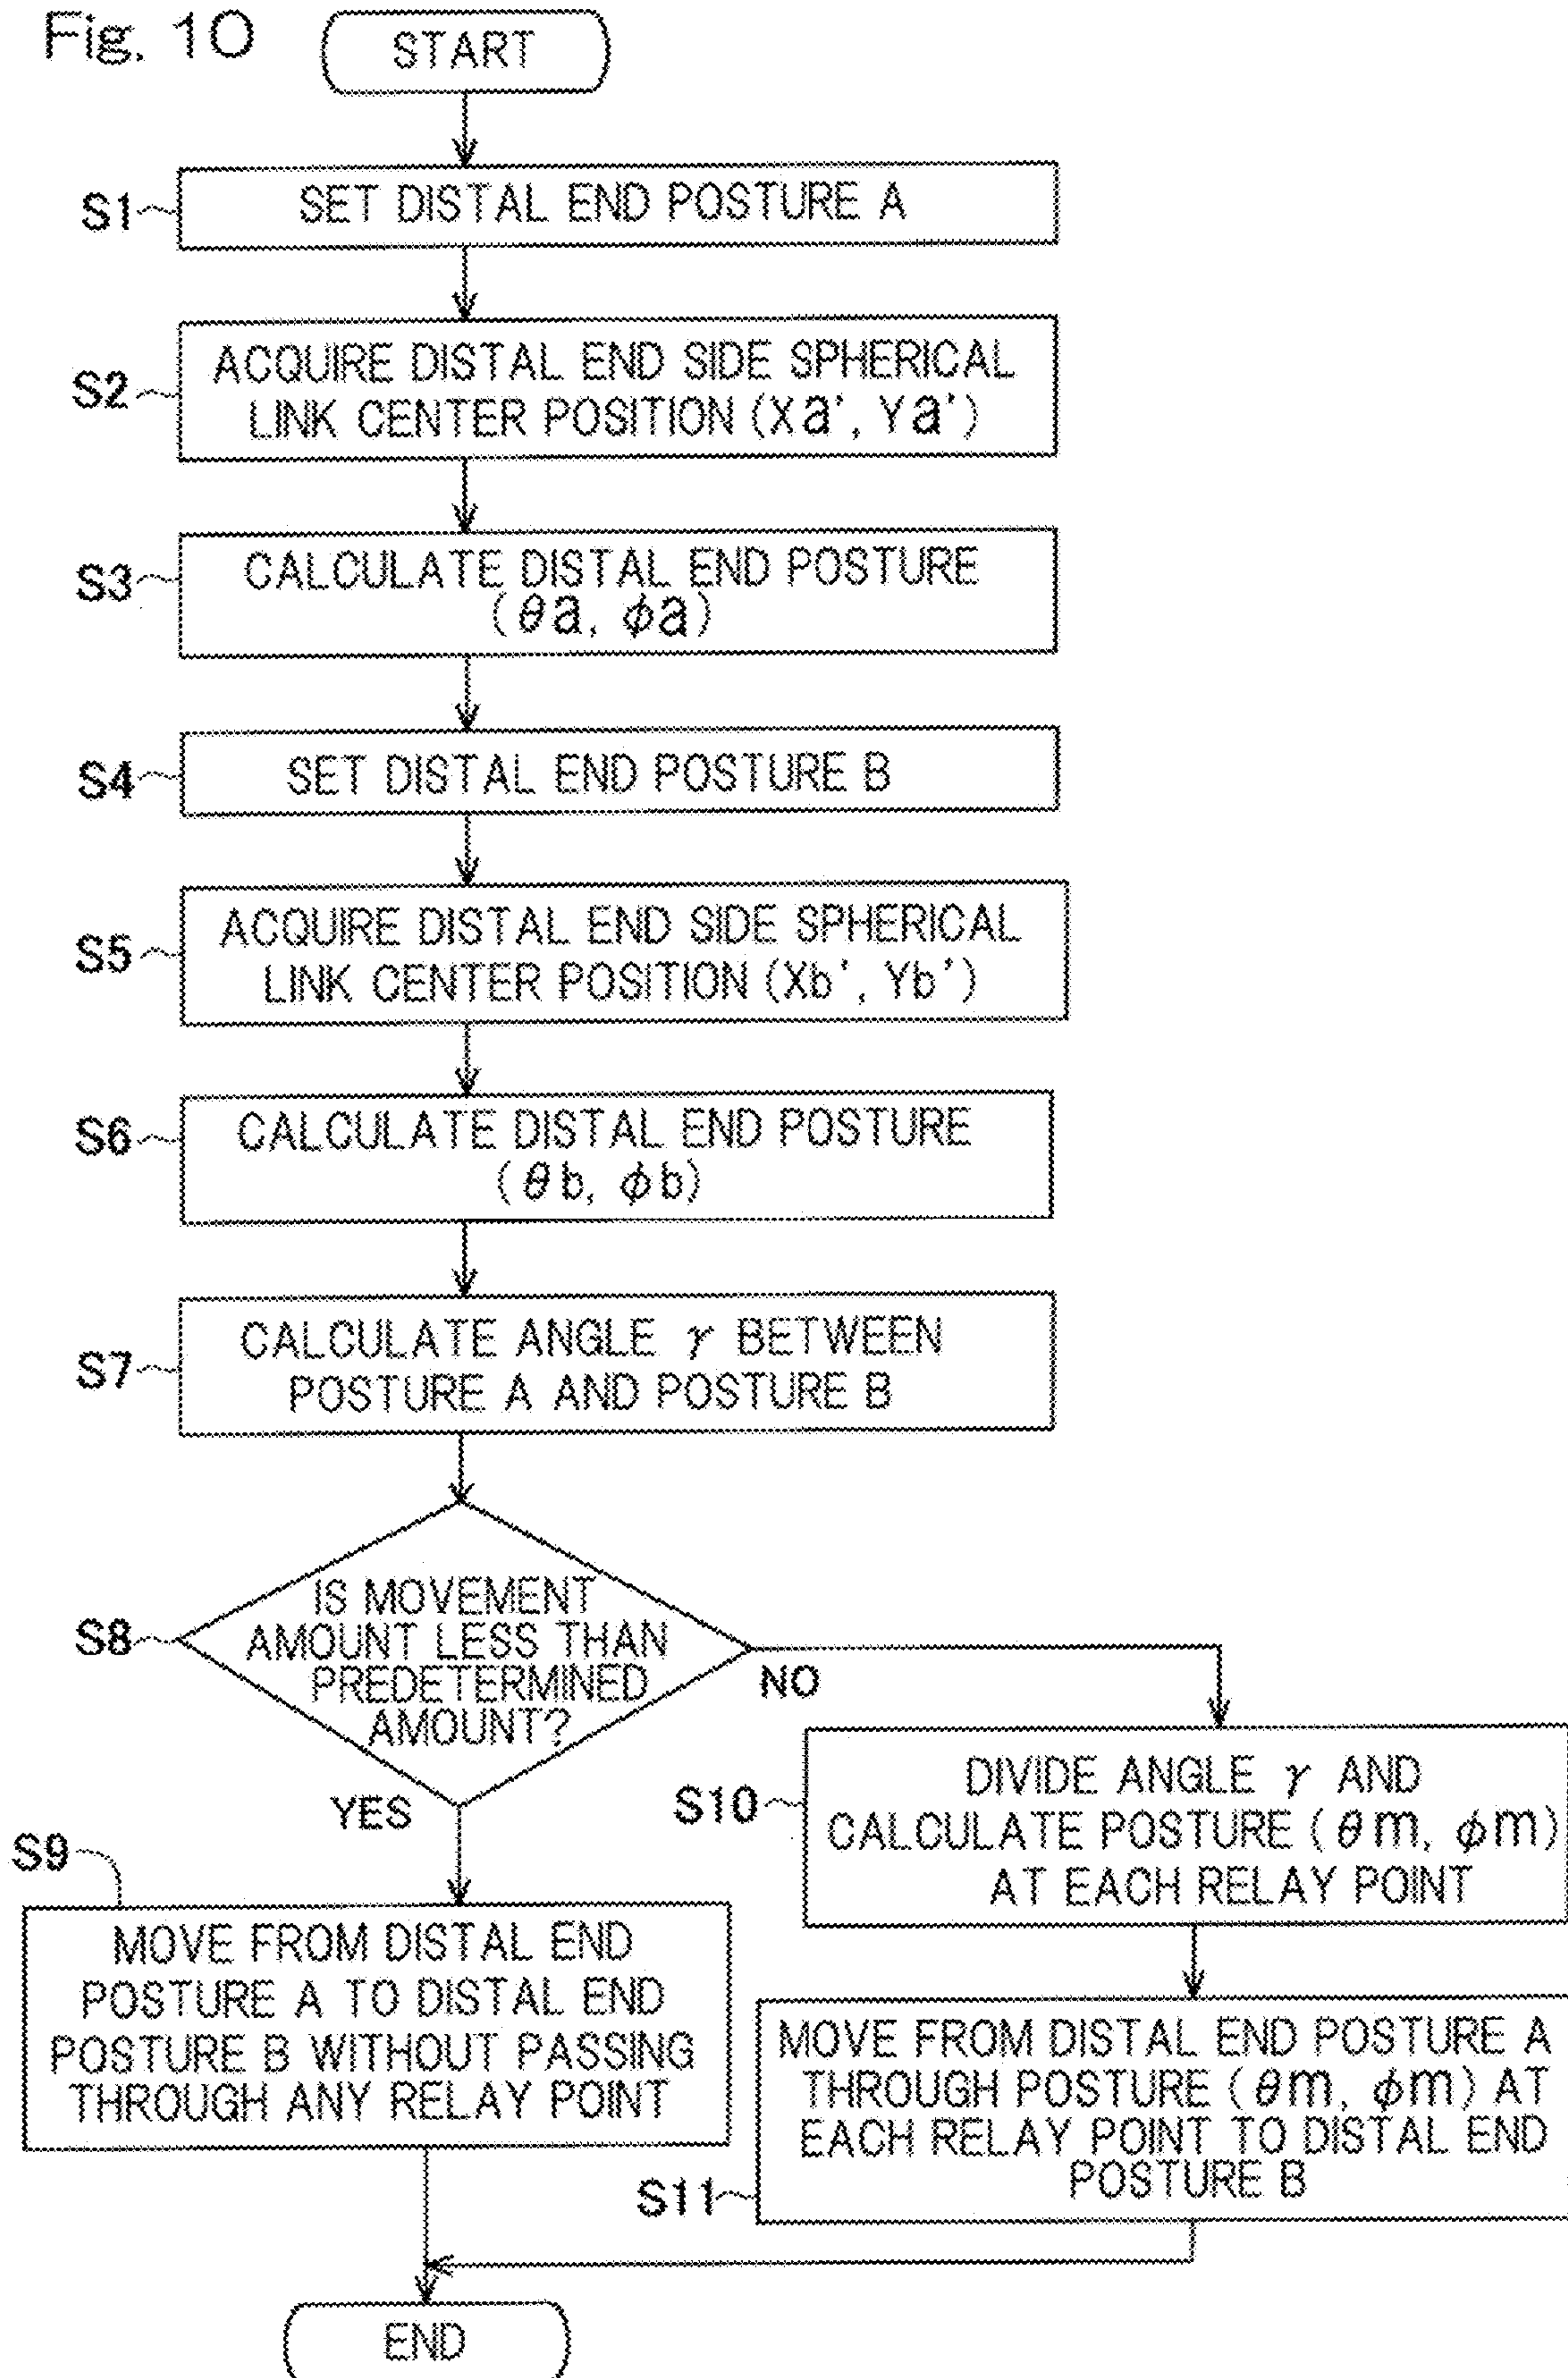 Fig. 10
START
S1
SET DISTAL END POSTURE A
S2
ACQUIRE DISTAL END SIDE SPHERICAL
LINK CENTER POSITION (Xa', Ya')
S3
CALCULATE DISTAL END POSTURE
(θa, φa)
S4
SET DISTAL END POSTURE B
S5
ACQUIRE DISTAL END SIDE SPHERICAL
LINK CENTER POSITION (Xb', Yb')
S6
CALCULATE DISTAL END POSTURE
(θb, φb)
S7
CALCULATE ANGLE γ BETWEEN
POSTURE A AND POSTURE B
S8
IS MOVEMENT
AMOUNT LESS THAN
PREDETERMINED
AMOUNT?
NO
YES
S9
MOVE FROM DISTAL END
POSTURE A TO DISTAL END
POSTURE B WITHOUT PASSING
THROUGH ANY RELAY POINT
S10
DIVIDE ANGLE γ AND
CALCULATE POSTURE (θm, φm)
AT EACH RELAY POINT
S11
MOVE FROM DISTAL END POSTURE A
THROUGH POSTURE (θm, φm) AT
EACH RELAY POINT TO DISTAL END
POSTURE B
END